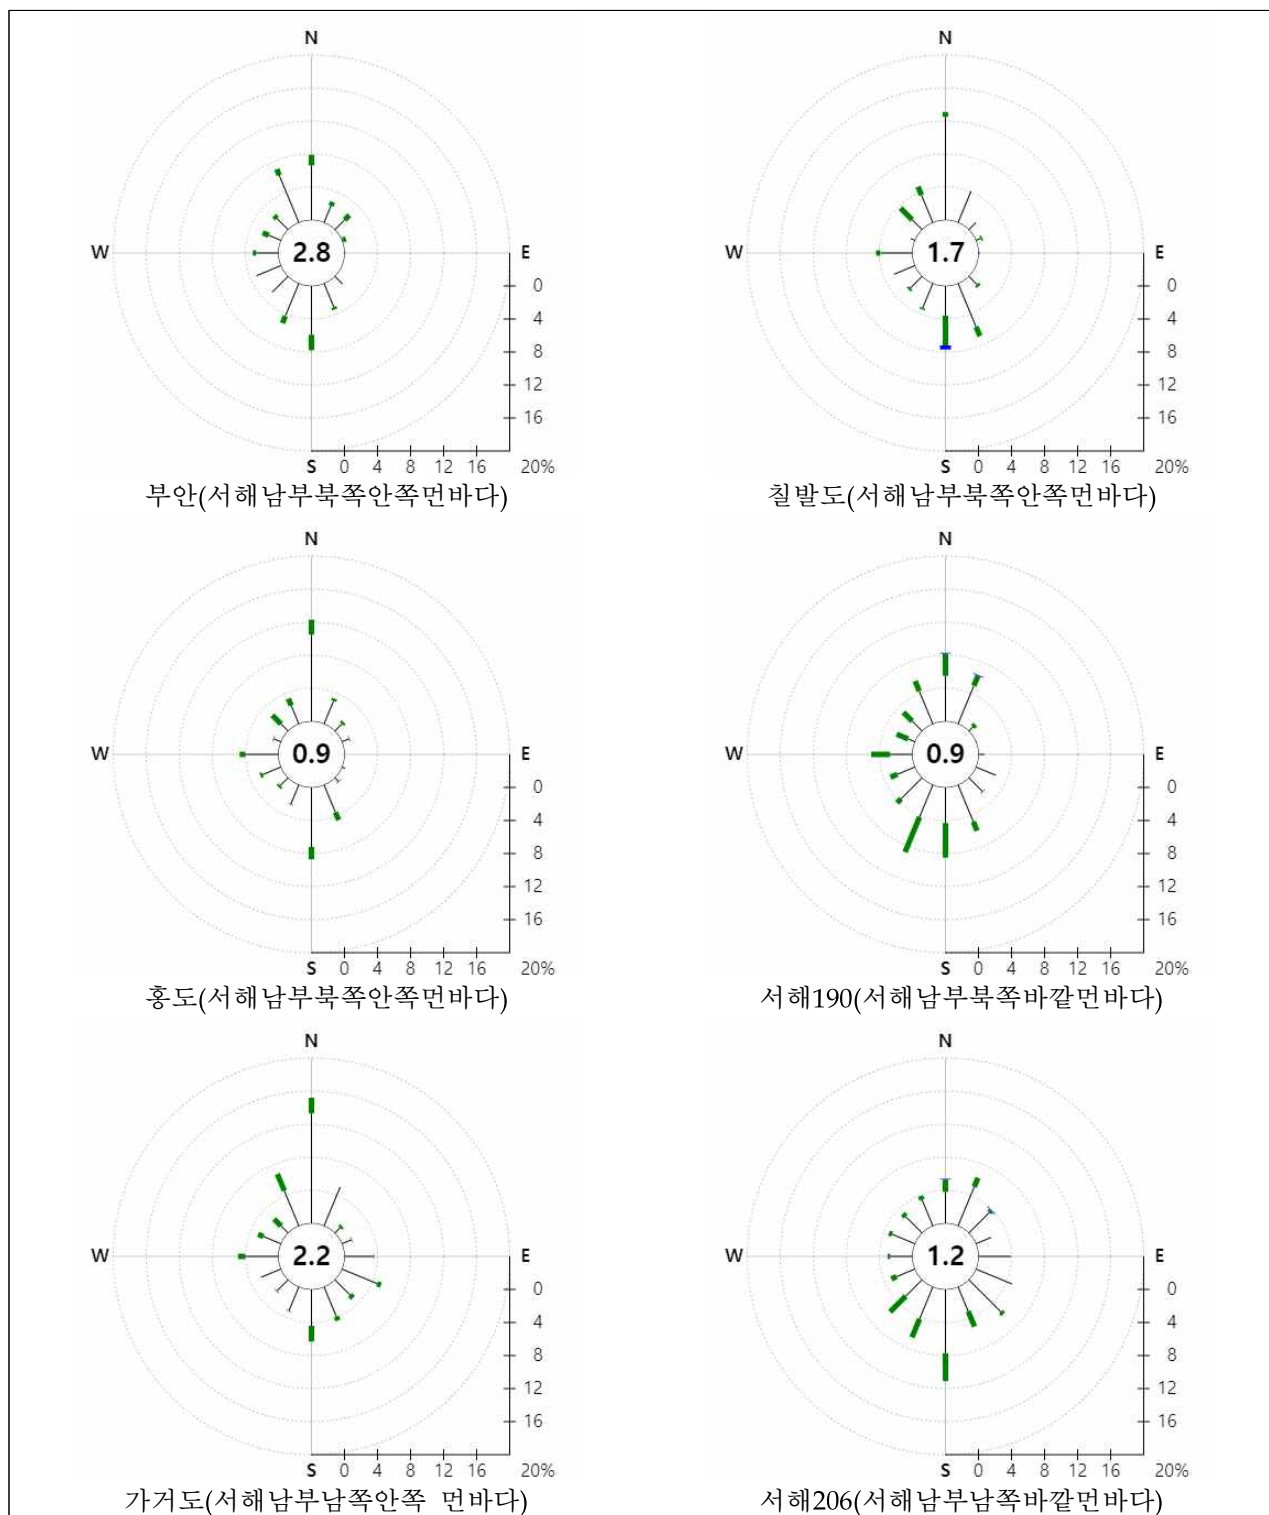 N
N
2.8
1.7
W
E
W
E
0
0
4
4
8
8
12
12
16
16
S 0 4 8 12 16 20%
S 0 4 8 12 16 20%
부안(서해남부북쪽안쪽먼바다)
칠발도(서해남부북쪽안쪽먼바다)
N
N
0.9
0.9
W
E
W
E
0
0
4
4
8
8
12
12
16
16
S 0 4 8 12 16 20%
S 0 4 8 12 16 20%
홍도(서해남부북쪽안쪽먼바다)
서해190(서해남부북쪽바깥먼바다)
N
N
2.2
1.2
W
E
W
E
0
0
4
4
8
8
12
12
16
16
S 0 4 8 12 16 20%
S 0 4 8 12 16 20%
가거도(서해남부남쪽안쪽 먼바다)
서해206(서해남부남쪽바깥먼바다)